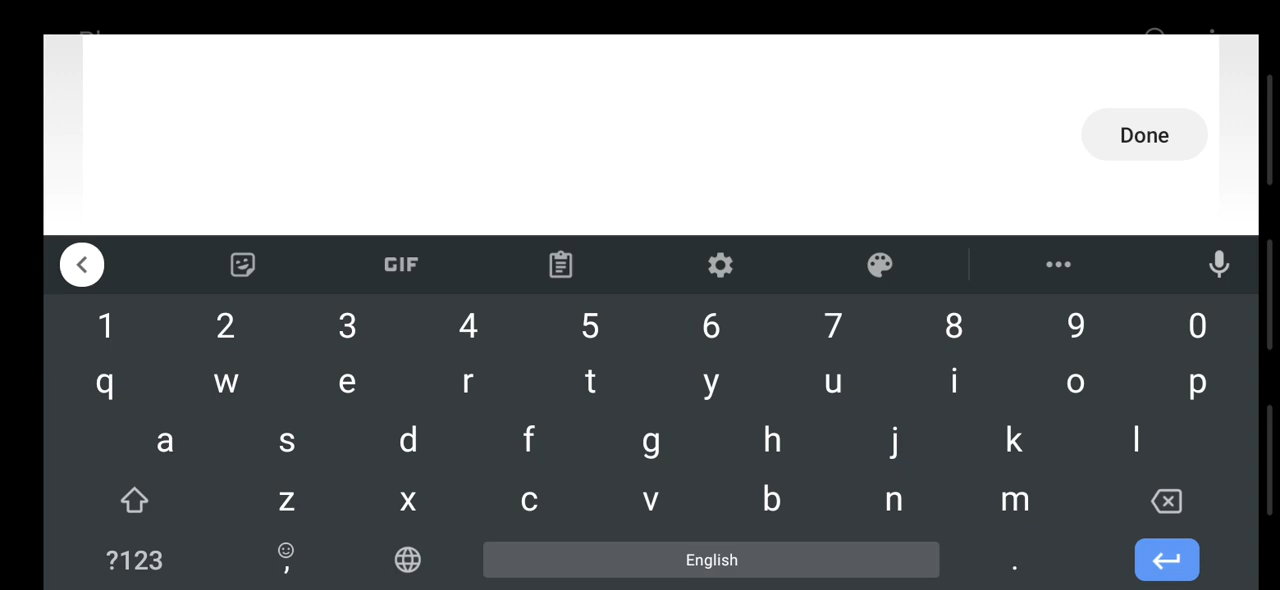 Done
GIF
1 2 3 4 5 6 7 8 9 0
q w e r t y u i o p
a s d f g h j k l
z x c v b n m
?123 , English .